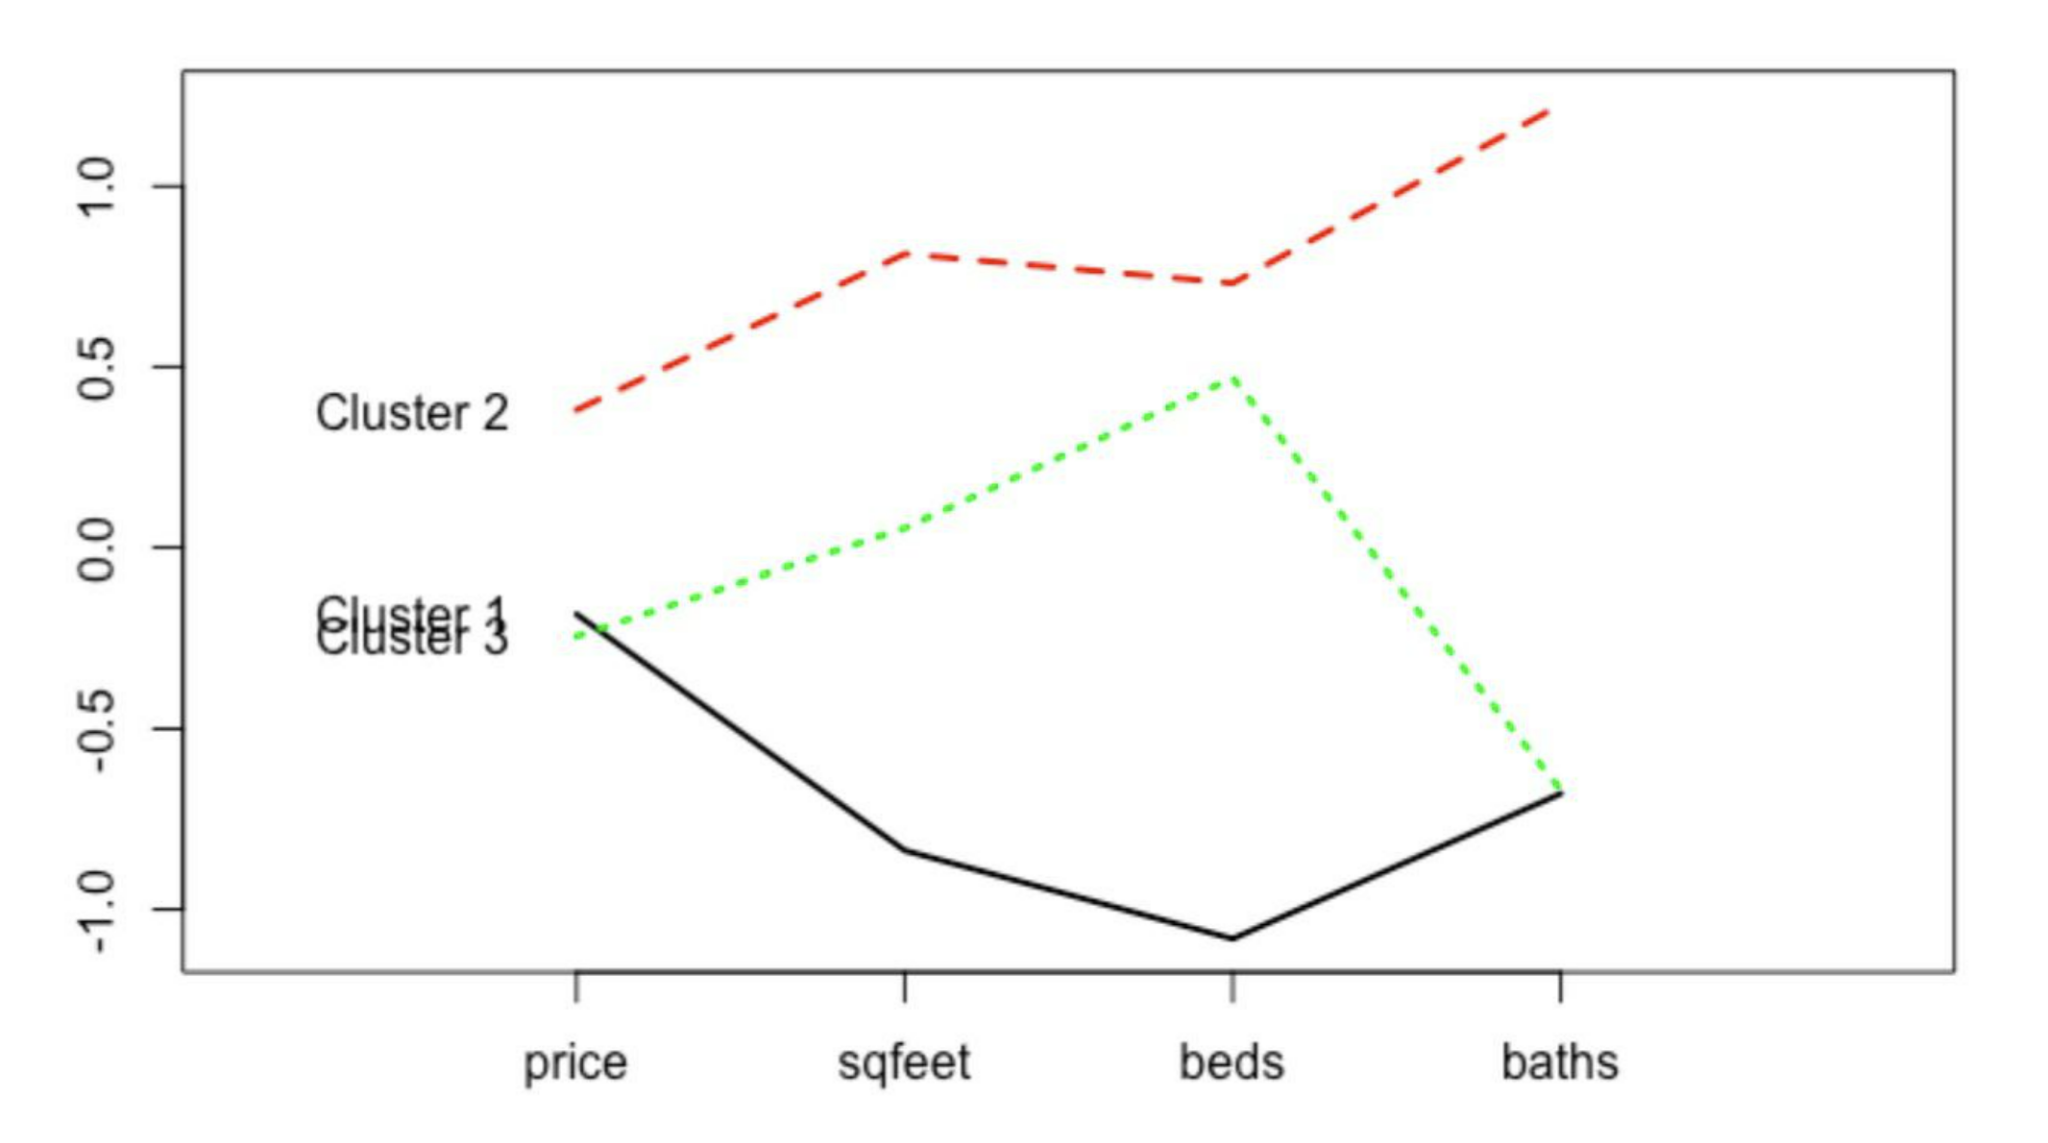 1.0
0.5
0.0
-0.5
-1.0
Cluster 2
Cluster 1
Cluster 3
price sqfeet beds baths